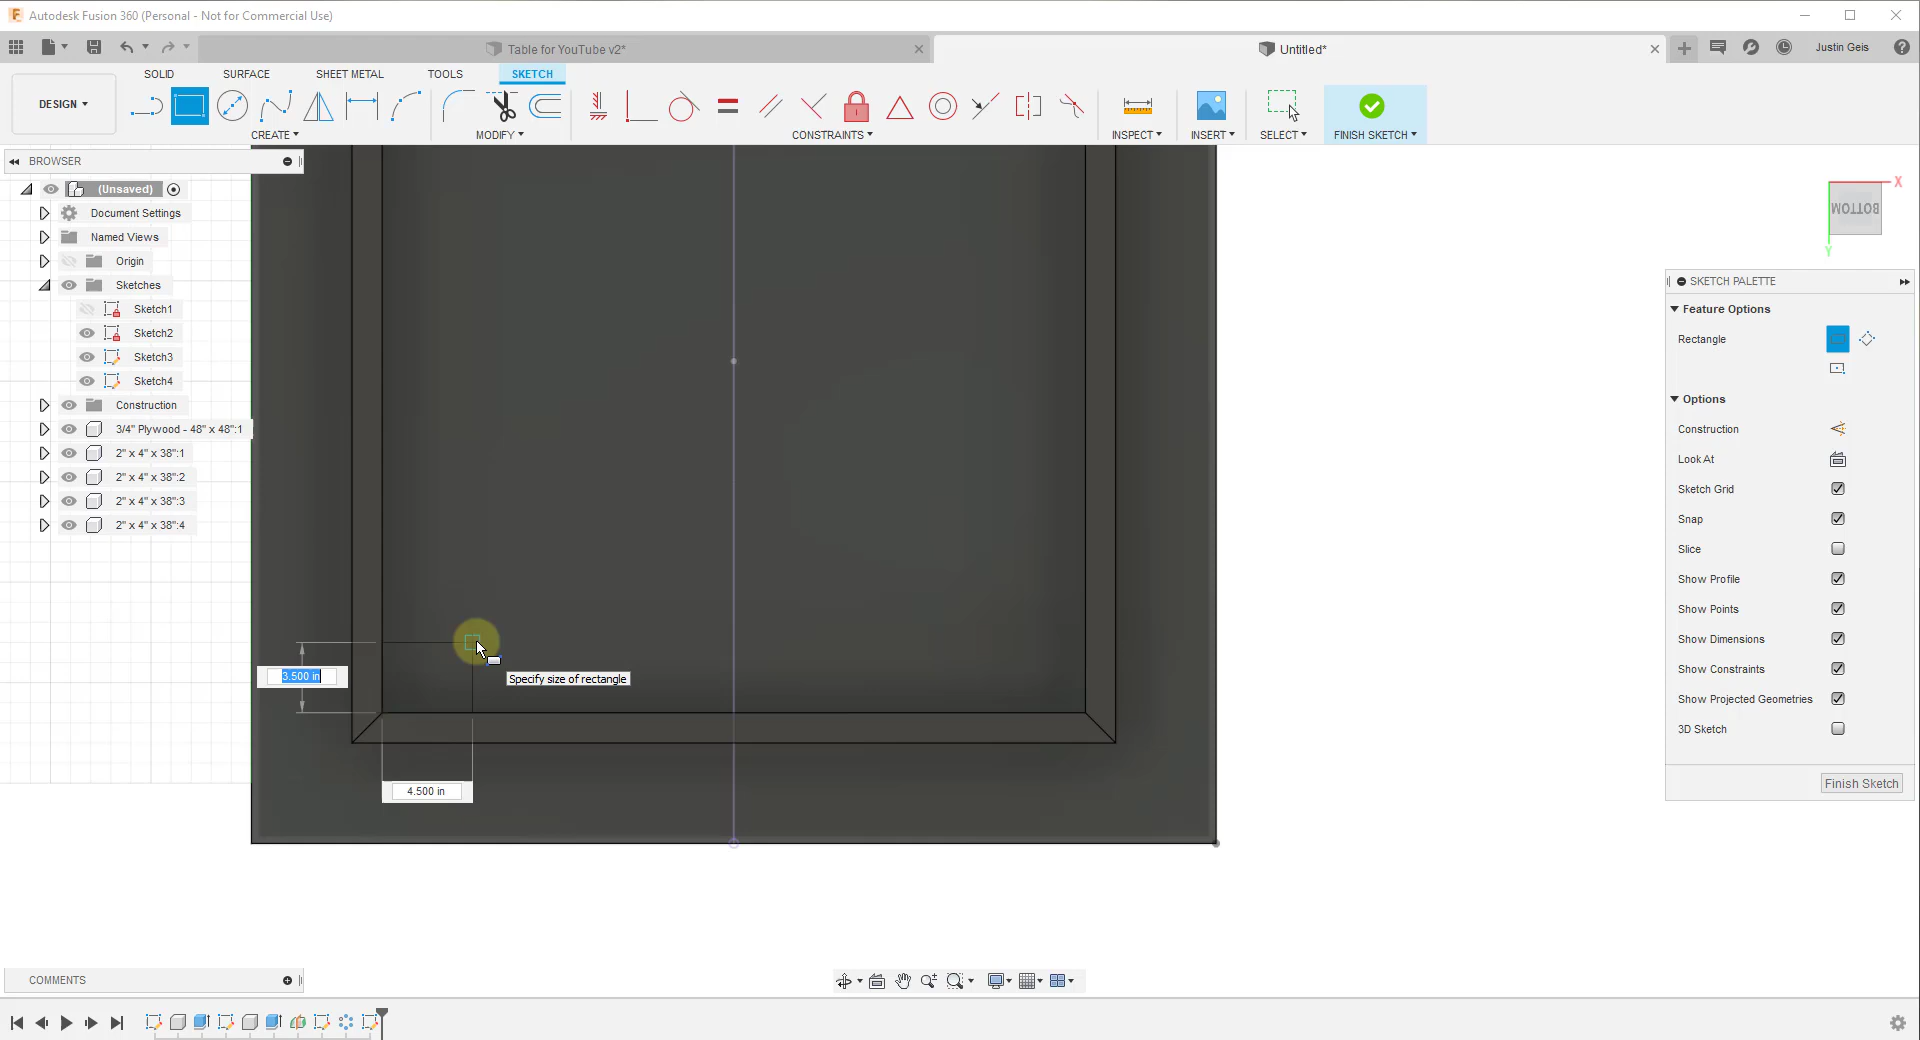 Autodesk Fusion 360 (Personal - Not for Commercial Use)
Table for YouTube v2*
Untitled*
Justin Geis
SOLID SURFACE SHEET METAL TOOLS SKETCH
DESIGN
CREATE MODIFY CONSTRAINTS INSPECT INSERT SELECT FINISH SKETCH
BROWSER
(Unsaved)
Document Settings
Named Views
Origin
Sketches
Sketch1
Sketch2
Sketch3
Sketch4
Construction
3/4" Plywood - 48" x 48":1
2" x 4" x 38":1
2" x 4" x 38":2
2" x 4" x 38":3
2" x 4" x 38":4
X
BOTTOM
Y
3.500 in
Specify size of rectangle
4.500 in
SKETCH PALETTE
Feature Options
Rectangle
Options
Construction
Look At
Sketch Grid
Snap
Slice
Show Profile
Show Points
Show Dimensions
Show Constraints
Show Projected Geometries
3D Sketch
Finish Sketch
COMMENTS